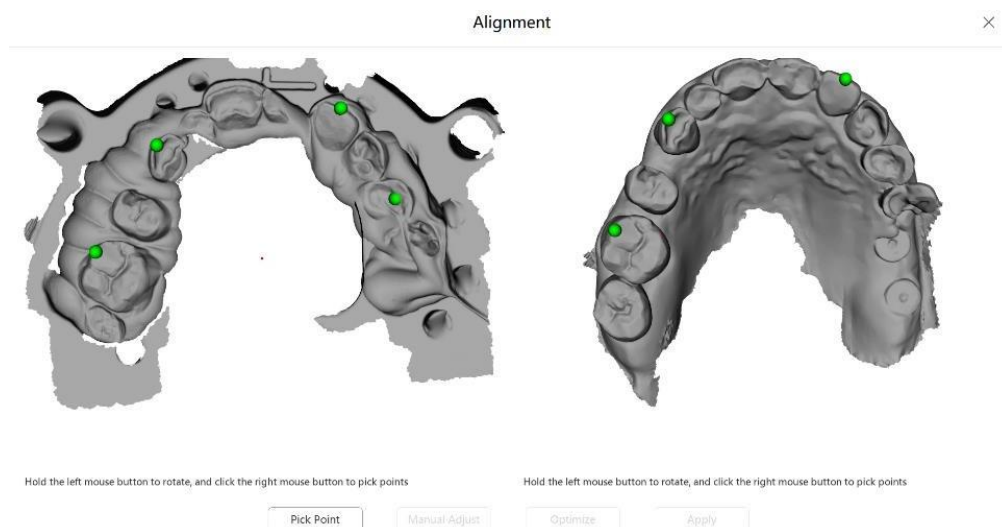 Alignment
Hold the left mouse button to rotate, and click the right mouse button to pick points
Hold the left mouse button to rotate, and click the right mouse button to pick points
Pick Point
Manual Adjust
Optimize
Apply